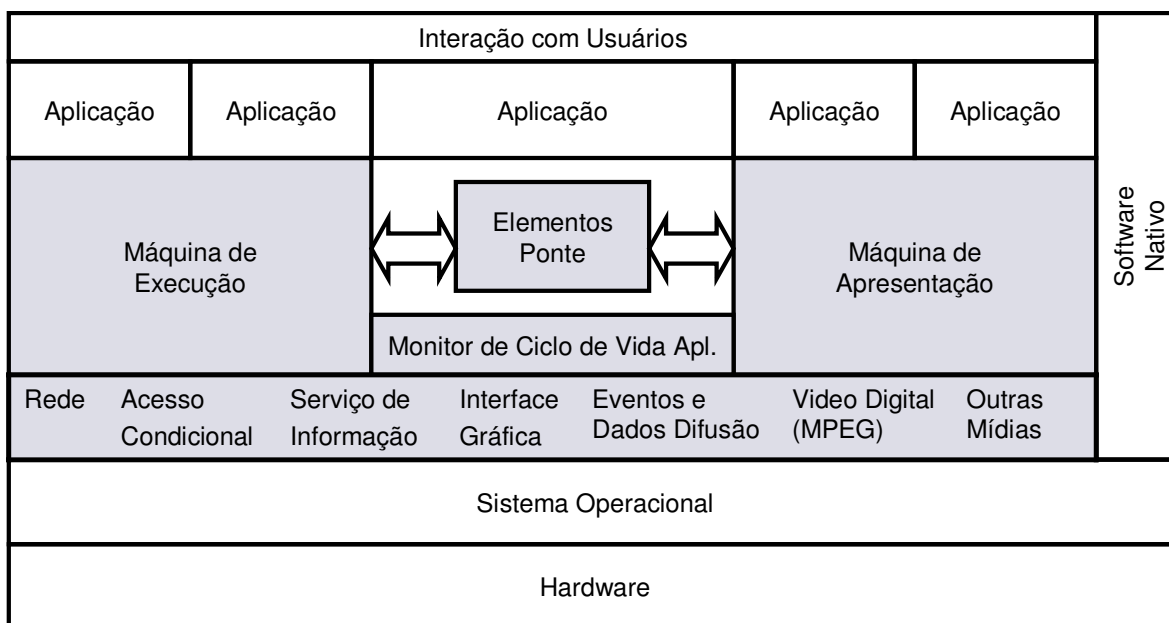 Interação com Usuários
Aplicação
Aplicação
Aplicação
Aplicação
Aplicação
Software
Nativo
Máquina de
Execução
Elementos
Ponte
Máquina de
Apresentação
Monitor de Ciclo de Vida Apl.
Rede
Acesso
Condicional
Serviço de
Informação
Interface
Gráfica
Eventos e
Dados Difusão
Video Digital
(MPEG)
Outras
Mídias
Sistema Operacional
Hardware